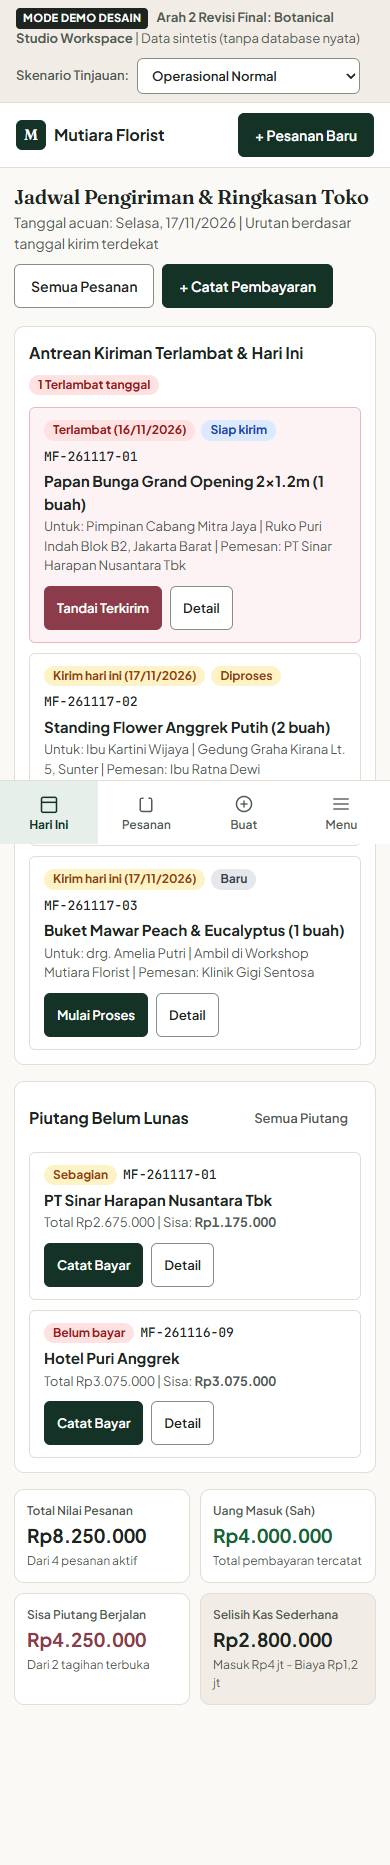 MODE DEMO DESAIN Arah 2 Revisi Final: Botanical
Studio Workspace | Data sintetis (tanpa database nyata)
Skenario Tinjauan: Operasional Normal
M Mutiara Florist + Pesanan Baru
Jadwal Pengiriman & Ringkasan Toko
Tanggal acuan: Selasa, 17/11/2026 | Urutan berdasar
tanggal kirim terdekat
Semua Pesanan + Catat Pembayaran
Antrean Kiriman Terlambat & Hari Ini
1 Terlambat tanggal
Terlambat (16/11/2026) Siap kirim
MF-261117-01
Papan Bunga Grand Opening 2×1.2m (1
buah)
Untuk: Pimpinan Cabang Mitra Jaya | Ruko Puri
Indah Blok B2, Jakarta Barat | Pemesan: PT Sinar
Harapan Nusantara Tbk
Tandai Terkirim Detail
Kirim hari ini (17/11/2026) Diproses
MF-261117-02
Standing Flower Anggrek Putih (2 buah)
Untuk: Ibu Kartini Wijaya | Gedung Graha Kirana Lt.
5, Sunter | Pemesan: Ibu Ratna Dewi
Hari Ini Pesanan Buat Menu
Kirim hari ini (17/11/2026) Baru
MF-261117-03
Buket Mawar Peach & Eucalyptus (1 buah)
Untuk: drg. Amelia Putri | Ambil di Workshop
Mutiara Florist | Pemesan: Klinik Gigi Sentosa
Mulai Proses Detail
Piutang Belum Lunas Semua Piutang
Sebagian MF-261117-01
PT Sinar Harapan Nusantara Tbk
Total Rp2.675.000 | Sisa: Rp1.175.000
Catat Bayar Detail
Belum bayar MF-261116-09
Hotel Puri Anggrek
Total Rp3.075.000 | Sisa: Rp3.075.000
Catat Bayar Detail
Total Nilai Pesanan
Rp8.250.000
Dari 4 pesanan aktif
Uang Masuk (Sah)
Rp4.000.000
Total pembayaran tercatat
Sisa Piutang Berjalan
Rp4.250.000
Dari 2 tagihan terbuka
Selisih Kas Sederhana
Rp2.800.000
Masuk Rp4 jt - Biaya Rp1,2
jt